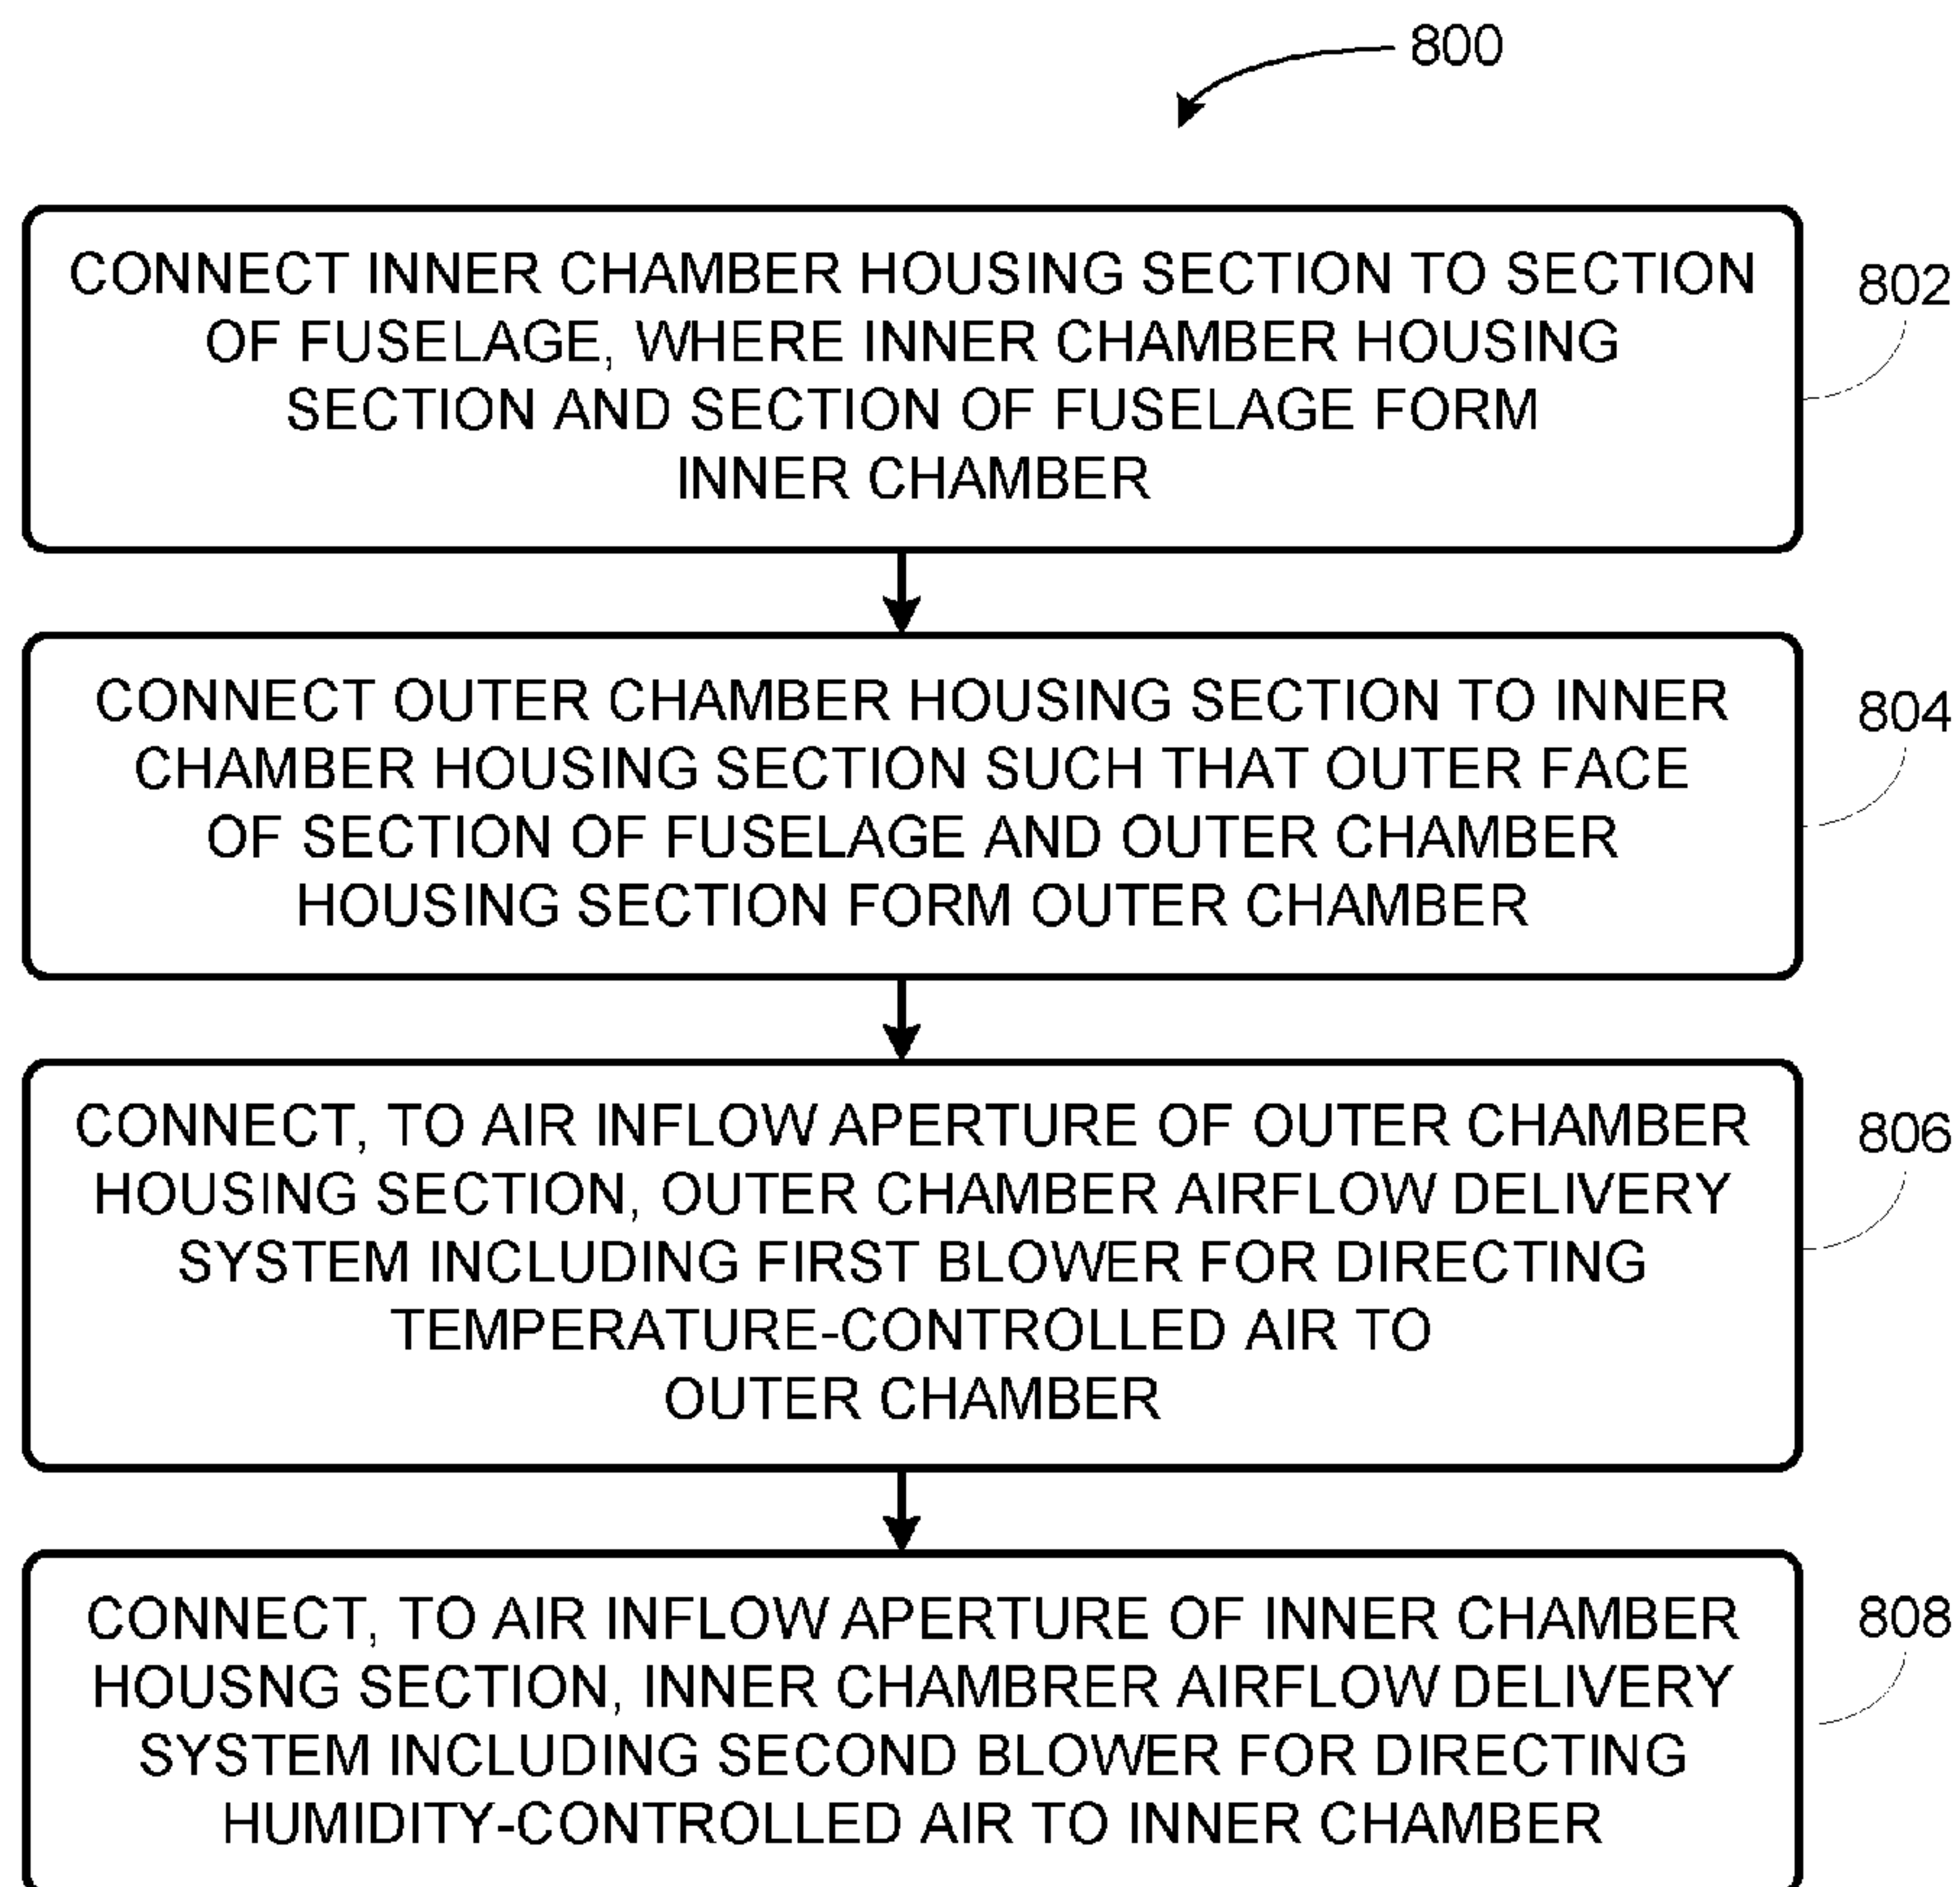 800
CONNECT INNER CHAMBER HOUSING SECTION TO SECTION
OF FUSELAGE, WHERE INNER CHAMBER HOUSING
SECTION AND SECTION OF FUSELAGE FORM
INNER CHAMBER
802
CONNECT OUTER CHAMBER HOUSING SECTION TO INNER
CHAMBER HOUSING SECTION SUCH THAT OUTER FACE
OF SECTION OF FUSELAGE AND OUTER CHAMBER
HOUSING SECTION FORM OUTER CHAMBER
804
CONNECT, TO AIR INFLOW APERTURE OF OUTER CHAMBER
HOUSING SECTION, OUTER CHAMBER AIRFLOW DELIVERY
SYSTEM INCLUDING FIRST BLOWER FOR DIRECTING
TEMPERATURE-CONTROLLED AIR TO
OUTER CHAMBER
806
CONNECT, TO AIR INFLOW APERTURE OF INNER CHAMBER
HOUSNG SECTION, INNER CHAMBRER AIRFLOW DELIVERY
SYSTEM INCLUDING SECOND BLOWER FOR DIRECTING
HUMIDITY-CONTROLLED AIR TO INNER CHAMBER
808